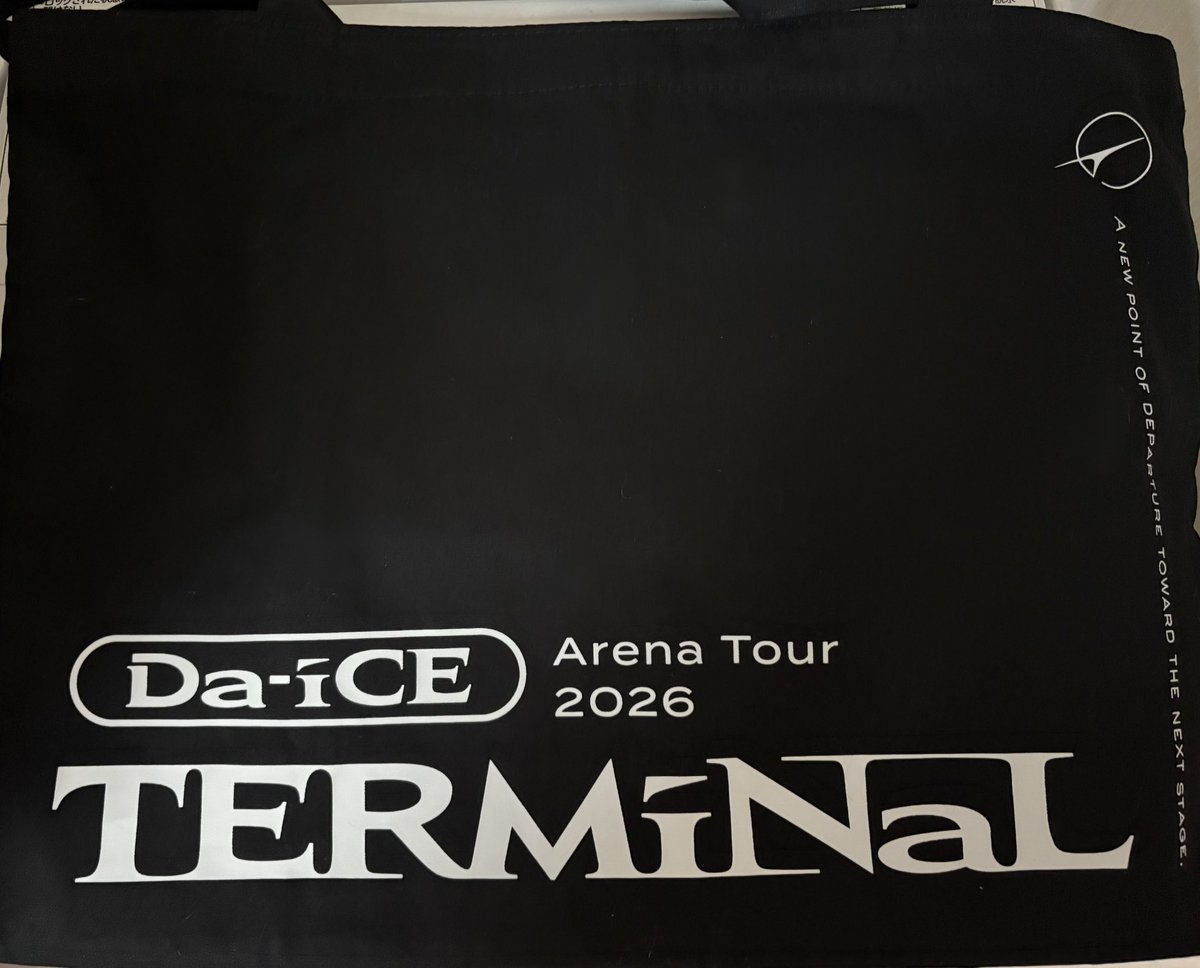 Da-iCE
Arena Tour
2026
TERMiNaL
A NEW POINT OF DEPARTURE TOWARD THE NEXT STAGE.